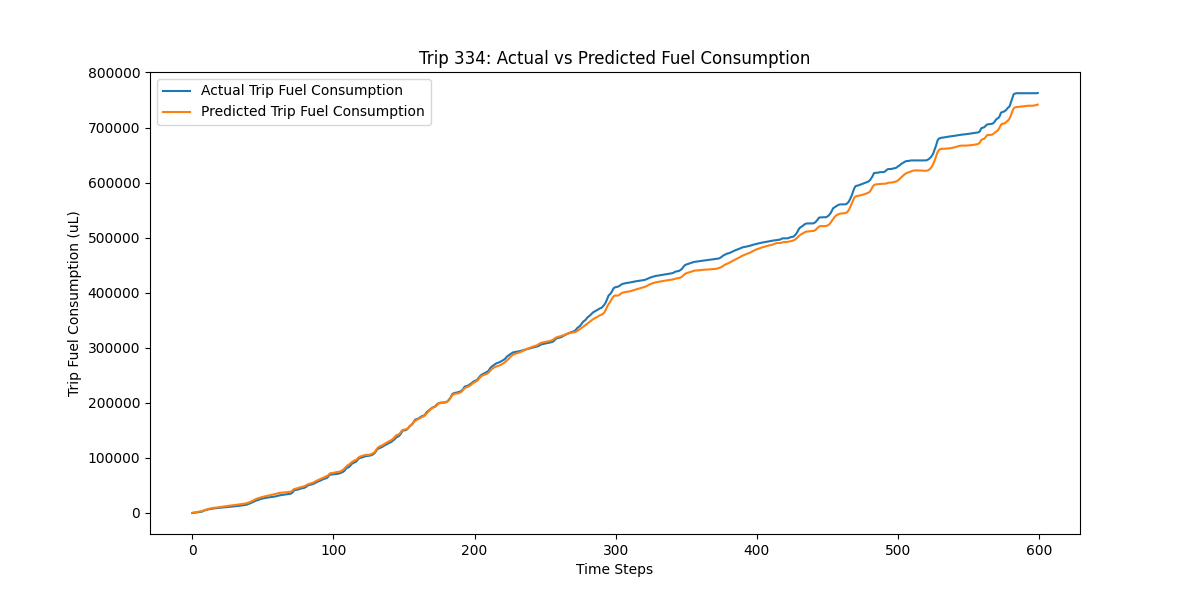 Trip 334: Actual vs Predicted Fuel Consumption
Actual Trip Fuel Consumption
Predicted Trip Fuel Consumption
Trip Fuel Consumption (uL)
800000
700000
600000
500000
400000
300000
200000
100000
0
0 100 200 300 400 500 600
Time Steps